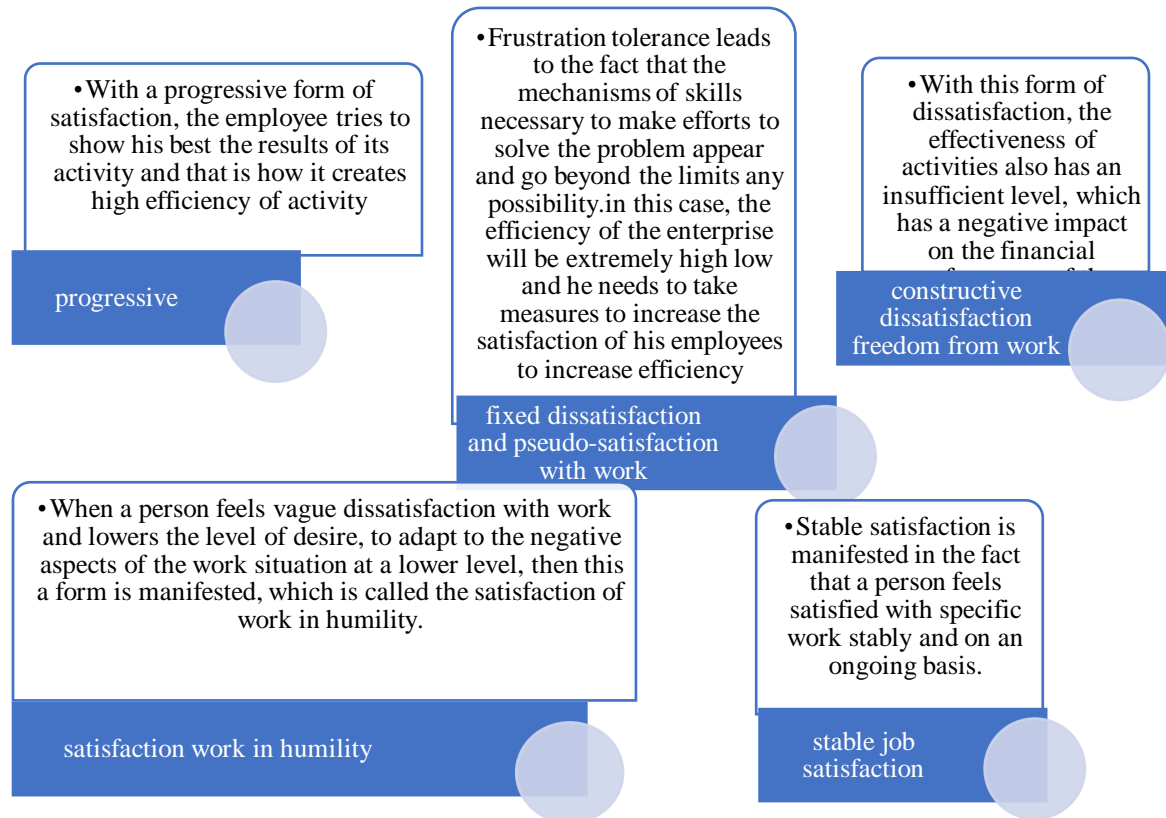 •With a progressive form of
satisfaction, the employee tries to
show his best the results of its
activity and that is how it creates
high efficiency of activity
progressive
•Frustration tolerance leads
to the fact that the
mechanisms of skills
necessary to make efforts to
solve the problem appear
and go beyond the limits any
possibility.in this case, the
efficiency of the enterprise
will be extremely high low
and he needs to take
measures to increase the
satisfaction of his employees
to increase efficiency
fixed dissatisfaction
and pseudo-satisfaction
with work
•With this form of
dissatisfaction, the
effectiveness of
activities also has an
insufficient level, which
has a negative impact
on the financial
constructive
dissatisfaction
freedom from work
•When a person feels vague dissatisfaction with work
and lowers the level of desire, to adapt to the negative
aspects of the work situation at a lower level, then this
a form is manifested, which is called the satisfaction of
work in humility.
satisfaction work in humility
•Stable satisfaction is
manifested in the fact
that a person feels
satisfied with specific
work stably and on an
ongoing basis.
stable job
satisfaction